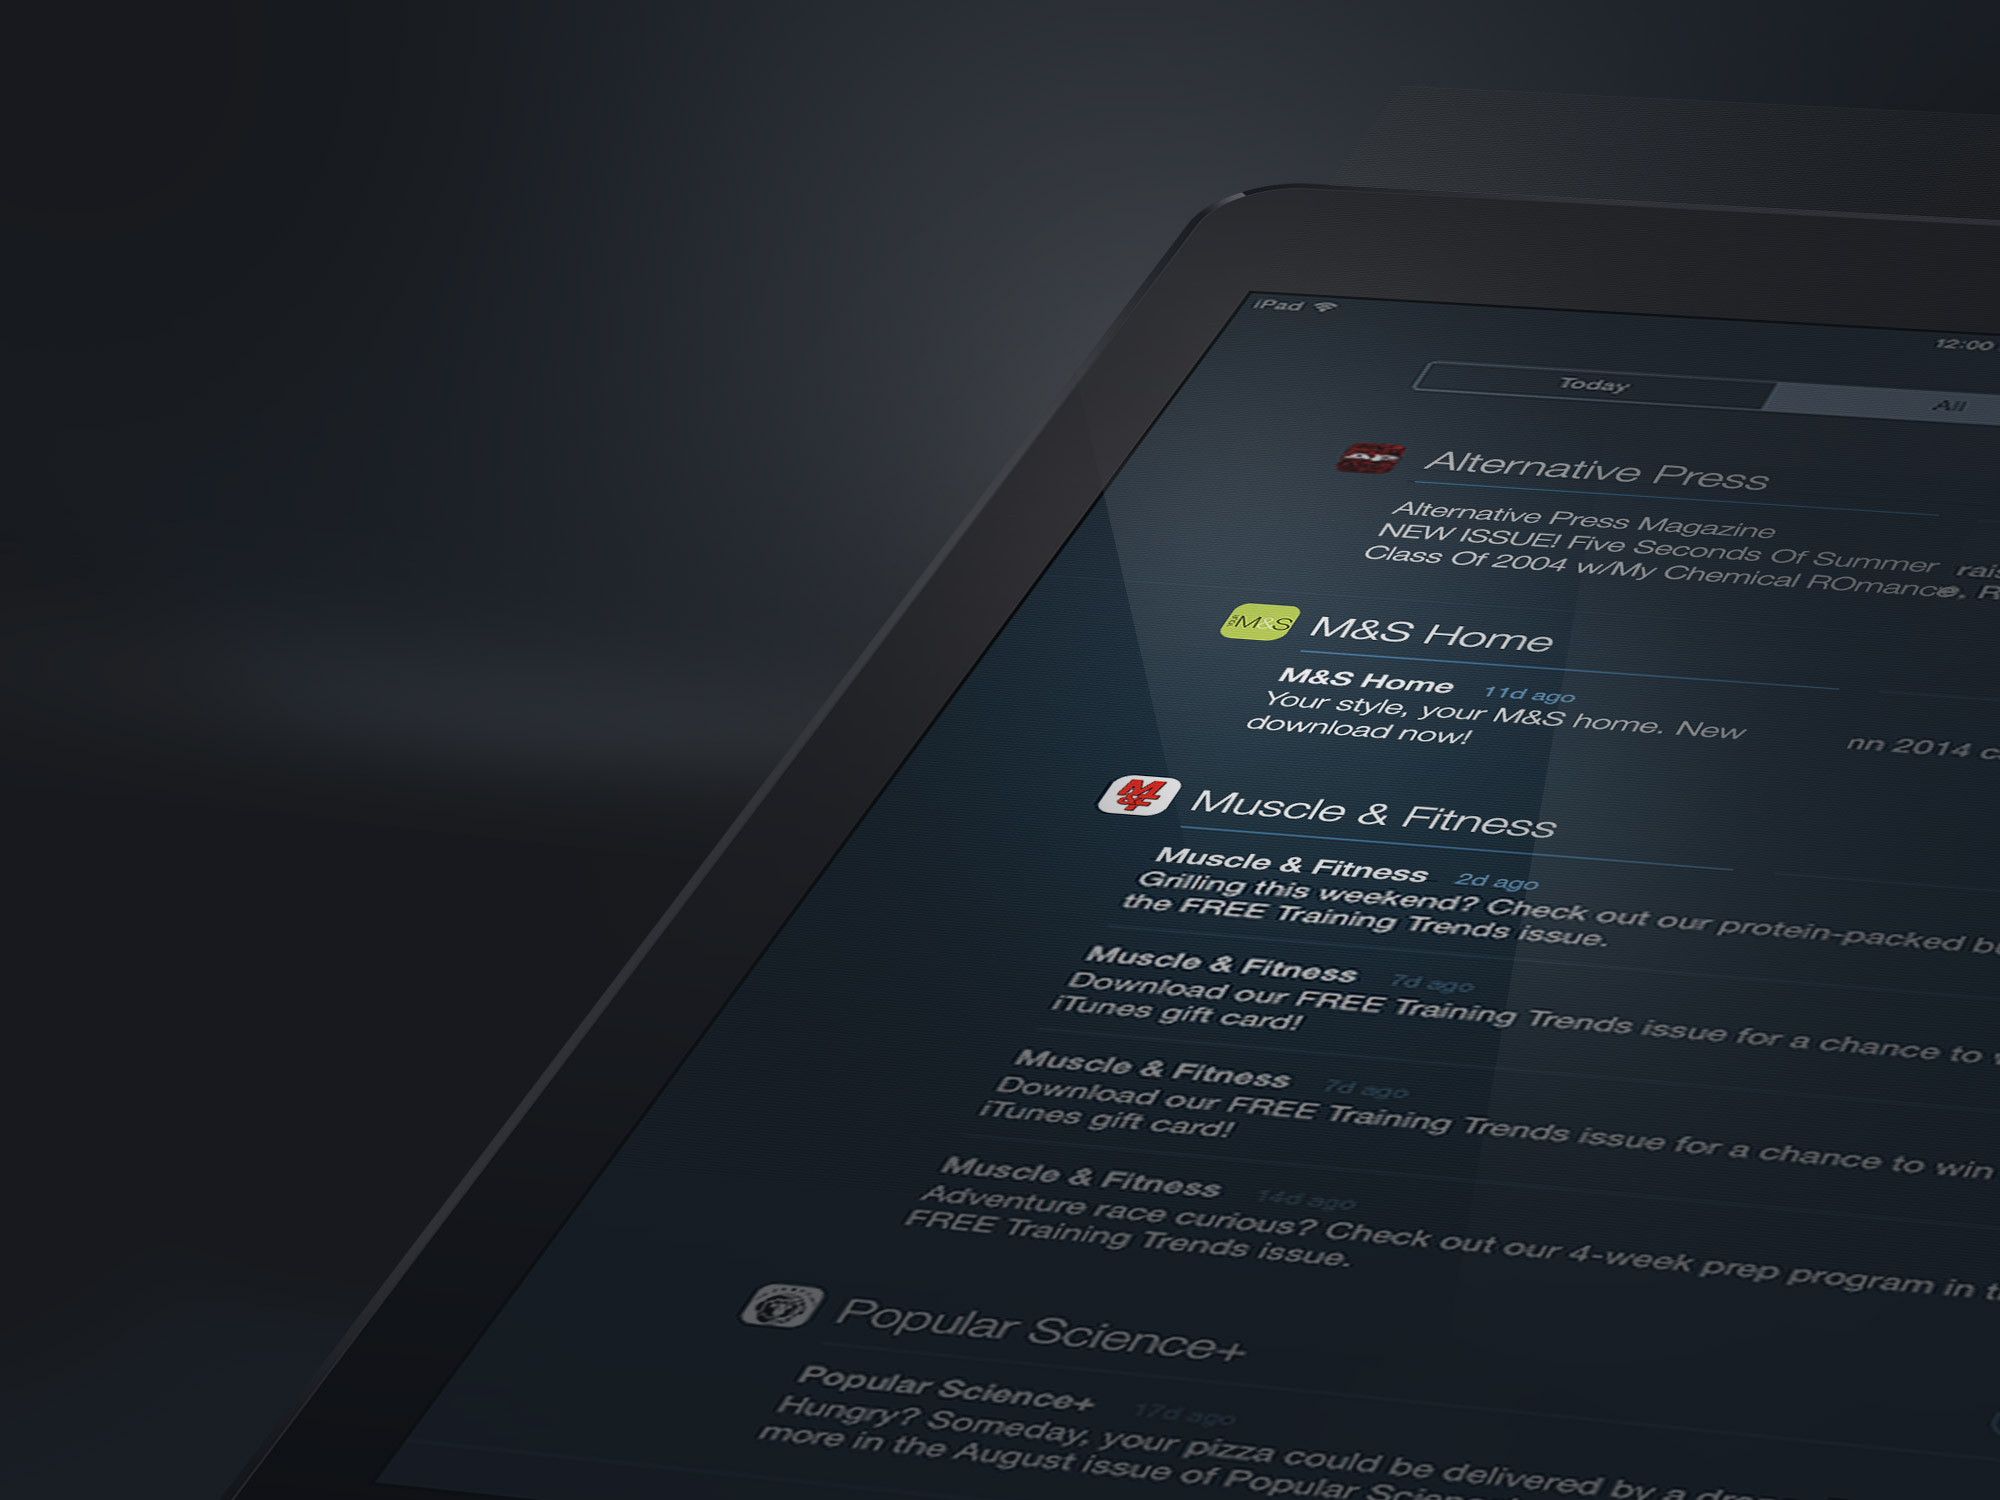 iPad
12:00
Today
All
AP
Alternative Press
Alternative Press Magazine
NEW ISSUE! Five Seconds Of Summer
Class Of 2004 w/My Chemical ROmance, R
M&S
M&S Home
M&S Home 11d ago
Your style, your M&S home. New nn 2014 c
download now!
M&F
Muscle & Fitness
Muscle & Fitness 2d ago
Grilling this weekend? Check out our protein-packed bu
the FREE Training Trends issue.
Muscle & Fitness 7d ago
Download our FREE Training Trends issue for a chance to
iTunes gift card!
Muscle & Fitness 7d ago
Download our FREE Training Trends issue for a chance to win
iTunes gift card!
Muscle & Fitness 14d ago
Adventure race curious? Check out our 4-week prep program in
FREE Training Trends issue.
Popular Science+
Popular Science+ 17d ago
Hungry? Someday, your pizza could be delivered by a
more in the August issue of Popular